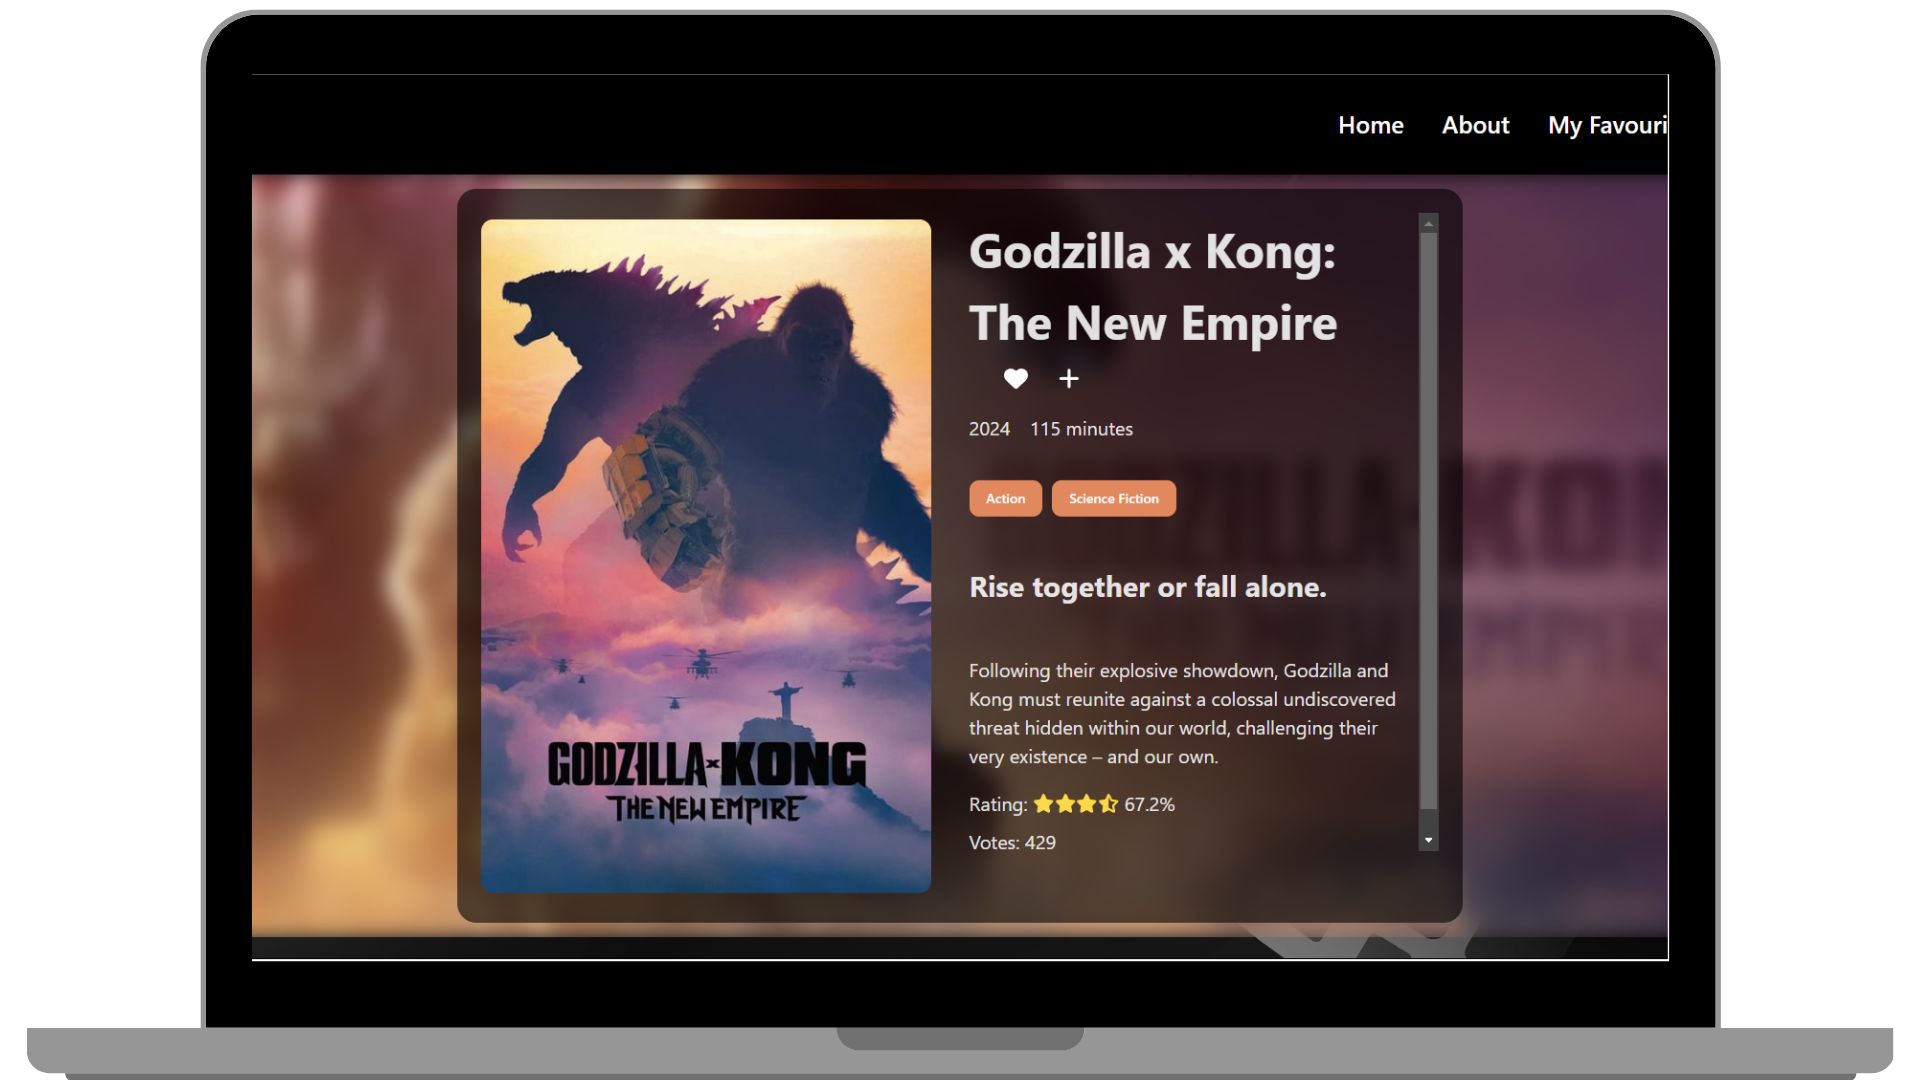 Home About My Favouri
Godzilla x Kong:
The New Empire
2024 115 minutes
Action Science Fiction
Rise together or fall alone.
Following their explosive showdown, Godzilla and
Kong must reunite against a colossal undiscovered
threat hidden within our world, challenging their
very existence – and our own.
Rating: 67.2%
Votes: 429
GODZILLA x KONG
THE NEW EMPIRE